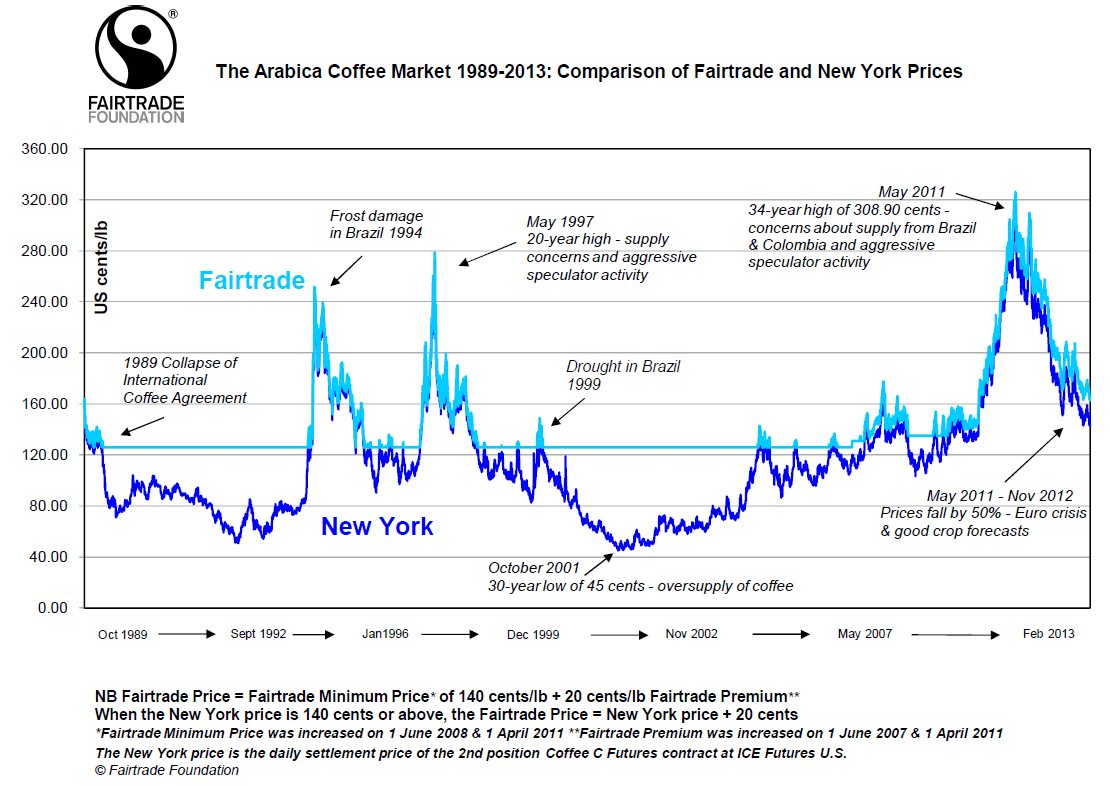 ®
FAIRTRADE
FOUNDATION
The Arabica Coffee Market 1989-2013: Comparison of Fairtrade and New York Prices
360.00
320.00
280.00
240.00
200.00
160.00
120.00
80.00
40.00
0.00
US cents/lb
Fairtrade
New York
1989 Collapse of
International
Coffee Agreement
Frost damage
in Brazil 1994
May 1997
20-year high - supply
concerns and aggressive
speculator activity
Drought in Brazil
1999
October 2001
30-year low of 45 cents - oversupply of coffee
May 2011
34-year high of 308.90 cents -
concerns about supply from Brazil
& Colombia and aggressive
speculator activity
May 2011 - Nov 2012
Prices fall by 50% - Euro crisis
& good crop forecasts
Oct 1989 Sept 1992 Jan1996 Dec 1999 Nov 2002 May 2007 Feb 2013
NB Fairtrade Price = Fairtrade Minimum Price* of 140 cents/lb + 20 cents/lb Fairtrade Premium**
When the New York price is 140 cents or above, the Fairtrade Price = New York price + 20 cents
*Fairtrade Minimum Price was increased on 1 June 2008 & 1 April 2011 **Fairtrade Premium was increased on 1 June 2007 & 1 April 2011
The New York price is the daily settlement price of the 2nd position Coffee C Futures contract at ICE Futures U.S.
© Fairtrade Foundation